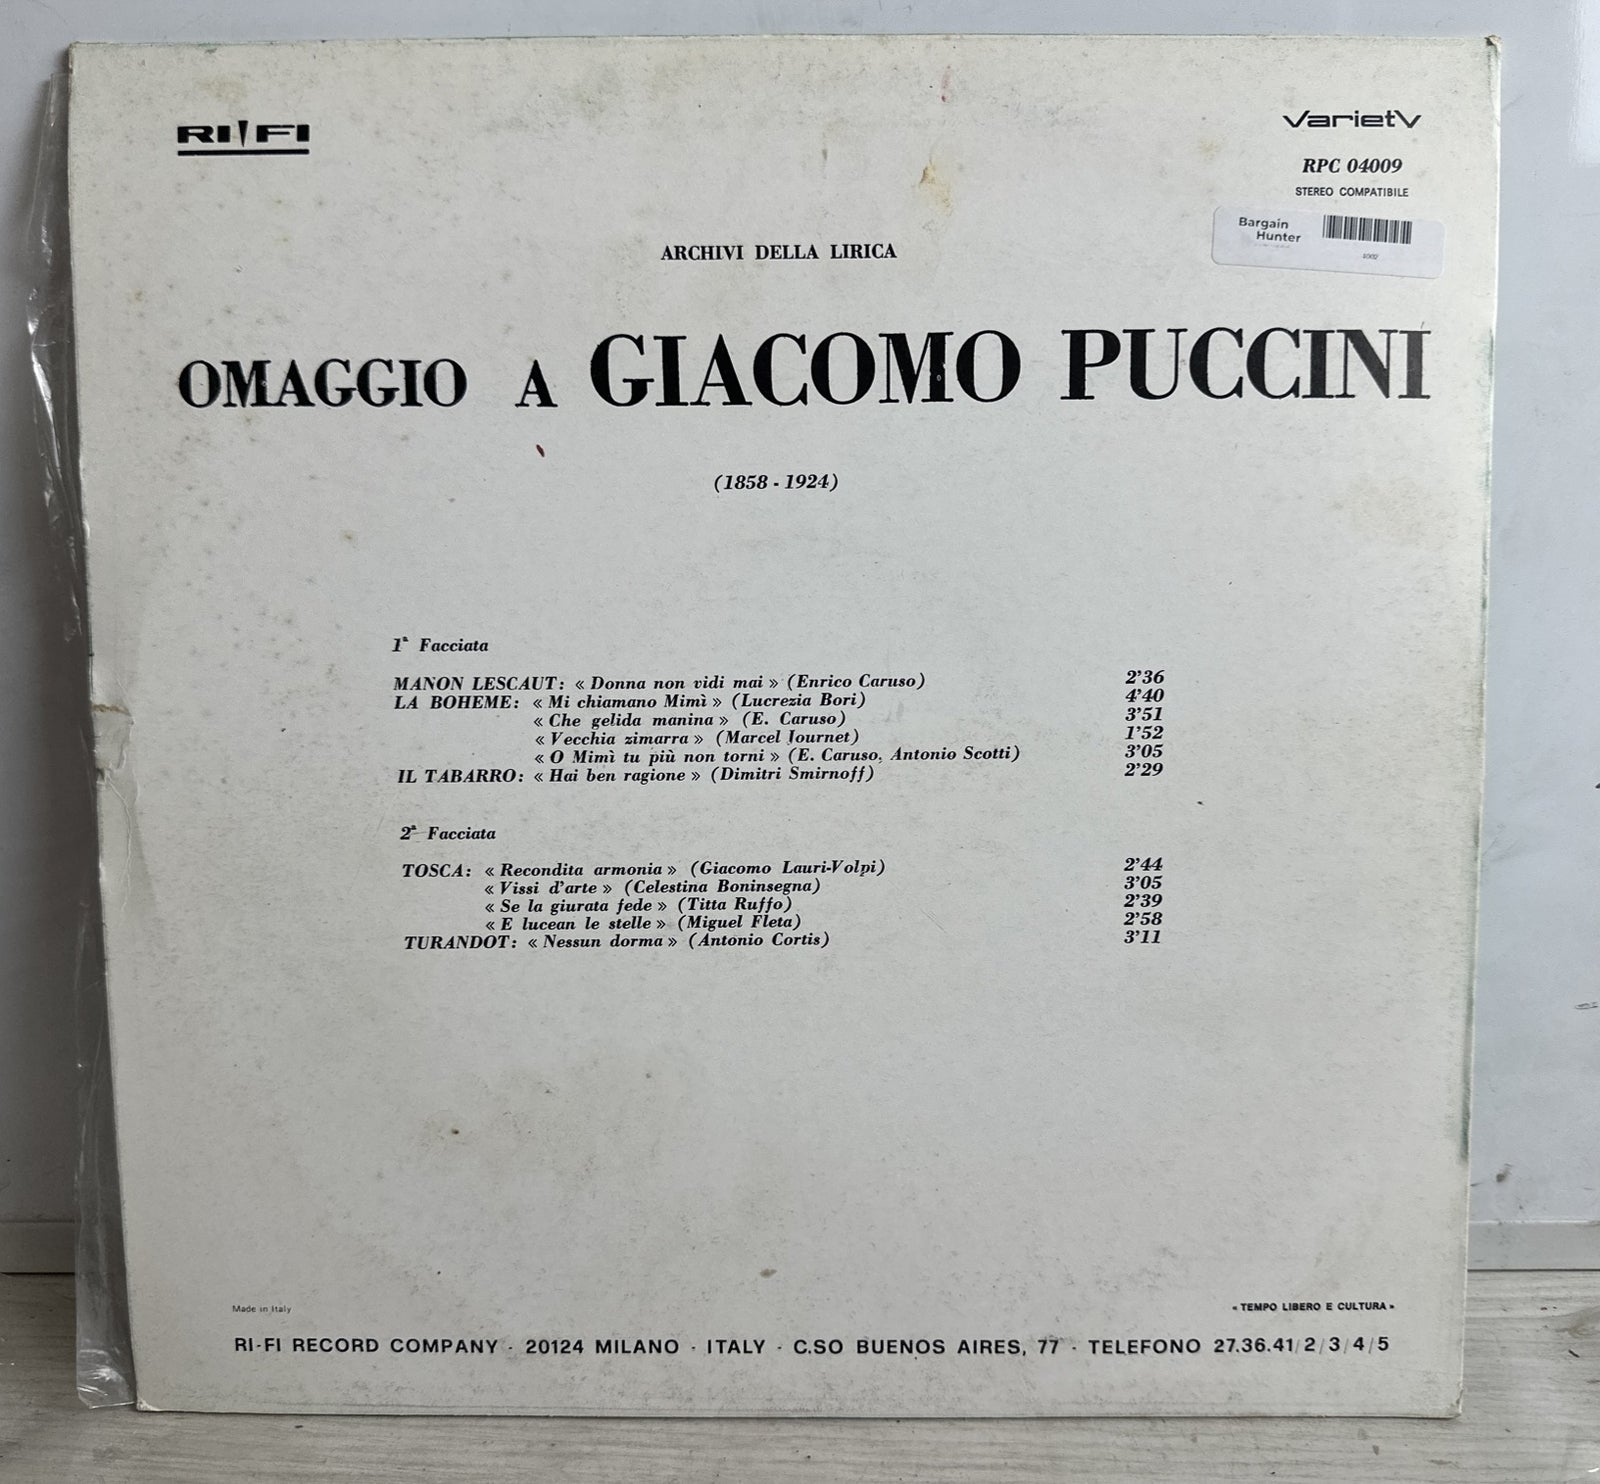 RI-FI
Variety
RPC 04009
STEREO COMPATIBILE
Bargain
Hunter
ARCHIVI DELLA LIRICA
OMAGGIO A GIACOMO PUCCINI
(1858 - 1924)
1ª Facciata
MANON LESCAUT: « Donna non vidi mai » (Enrico Caruso) 2'36
LA BOHEME: « Mi chiamano Mimì » (Lucrezia Bori) 4'40
« Che gelida manina » (E. Caruso) 3'51
« Vecchia zimarra » (Marcel Journet) 1'52
« O Mimì tu più non torni » (E. Caruso, Antonio Scotti) 3'05
IL TABARRO: « Hai ben ragione » (Dimitri Smirnoff) 2'29
2ª Facciata
TOSCA: « Recondita armonia » (Giacomo Lauri-Volpi) 2'44
« Vissi d'arte » (Celestina Boninsegna) 3'05
« Se la giurata fede » (Titta Ruffo) 2'39
« E lucean le stelle » (Miguel Fleta) 2'58
TURANDOT: « Nessun dorma » (Antonio Cortis) 3'11
Made in Italy
« TEMPO LIBERO E CULTURA »
RI-FI RECORD COMPANY · 20124 MILANO · ITALY · C.SO BUENOS AIRES, 77 · TELEFONO 27.36.41/2/3/4/5